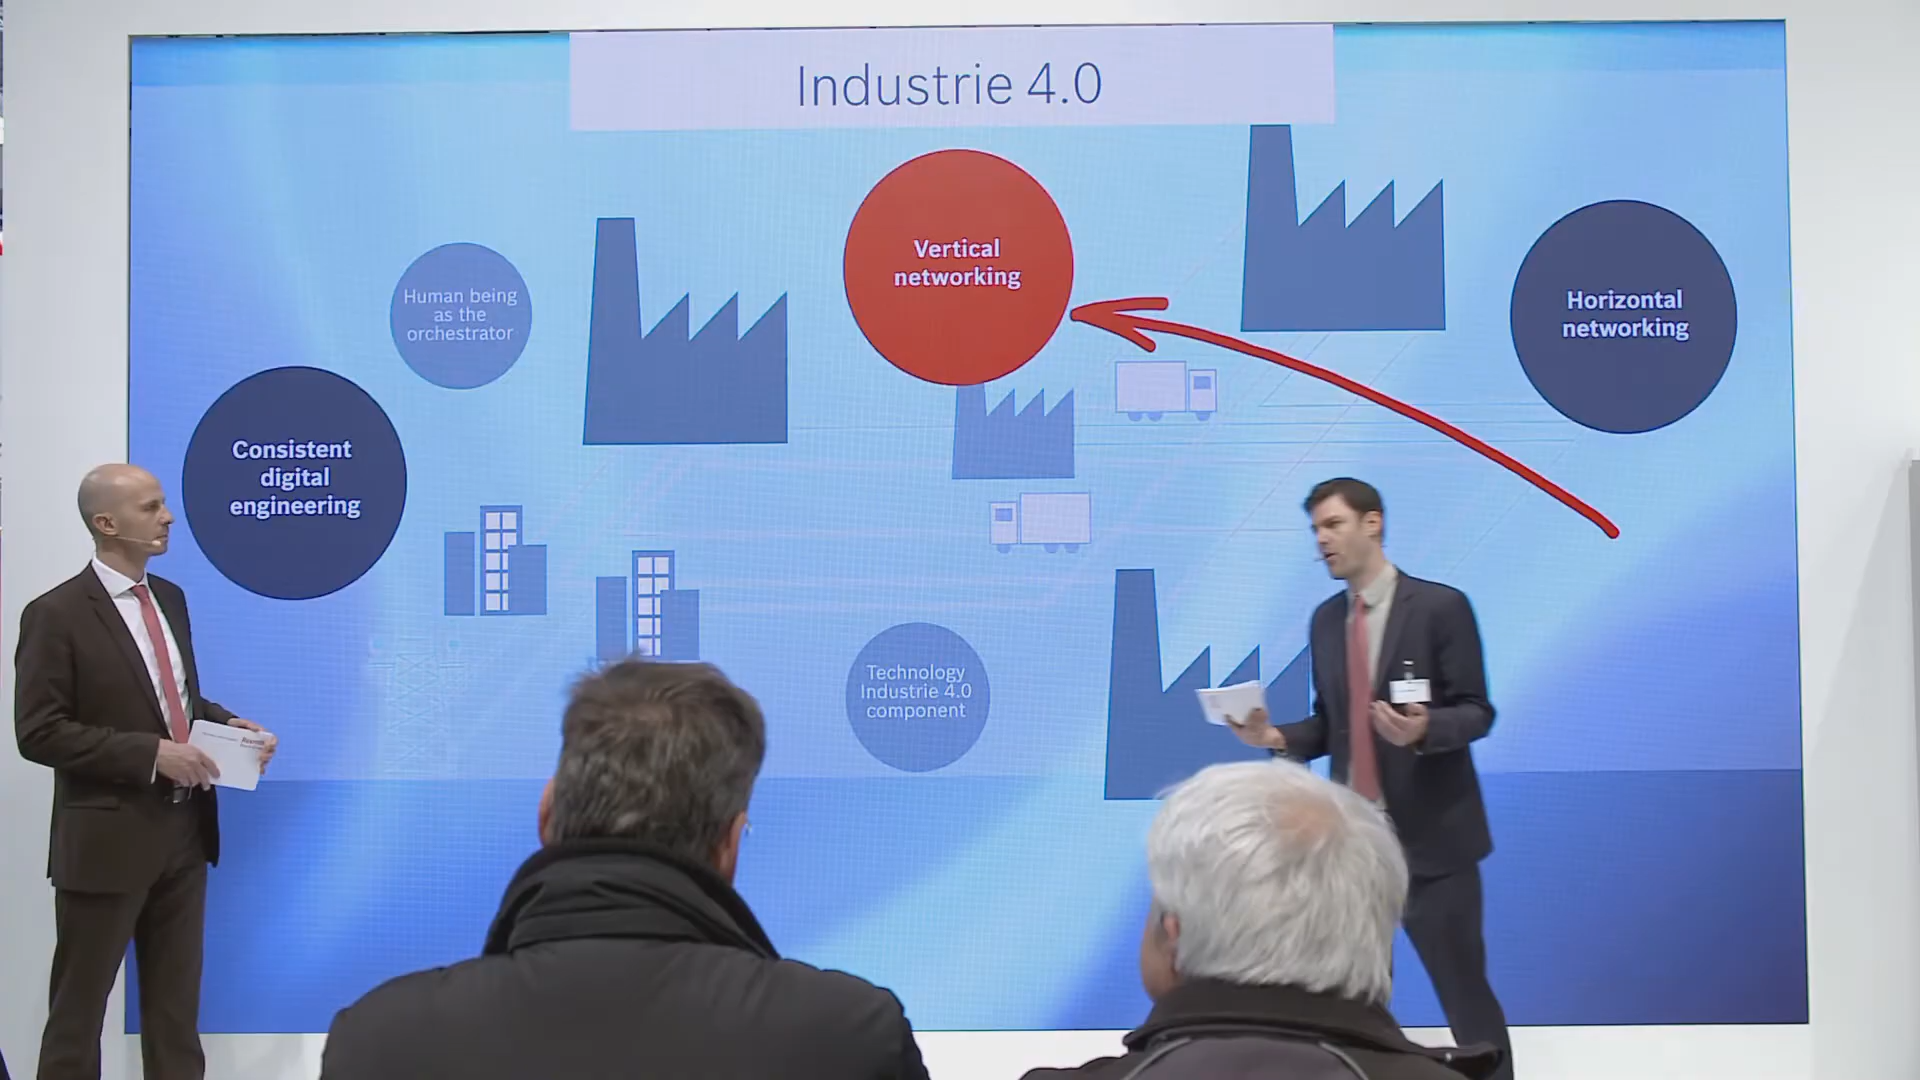 Industrie 4.0
Vertical
networking
Human being
as the
orchestrator
Horizontal
networking
Consistent
digital
engineering
Technology
Industrie 4.0
component
Rexroth